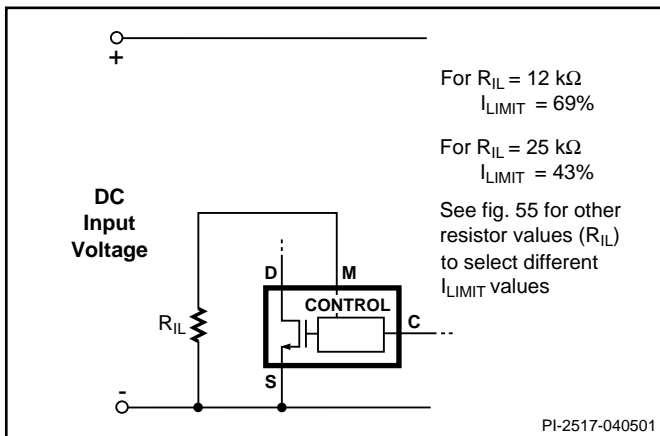 +
For R_IL = 12 kΩ
I_LIMIT = 69%
For R_IL = 25 kΩ
I_LIMIT = 43%
See fig. 55 for other
resistor values (R_IL)
to select different
I_LIMIT values
DC
Input
Voltage
D
M
CONTROL
C
R_IL
S
-
PI-2517-040501